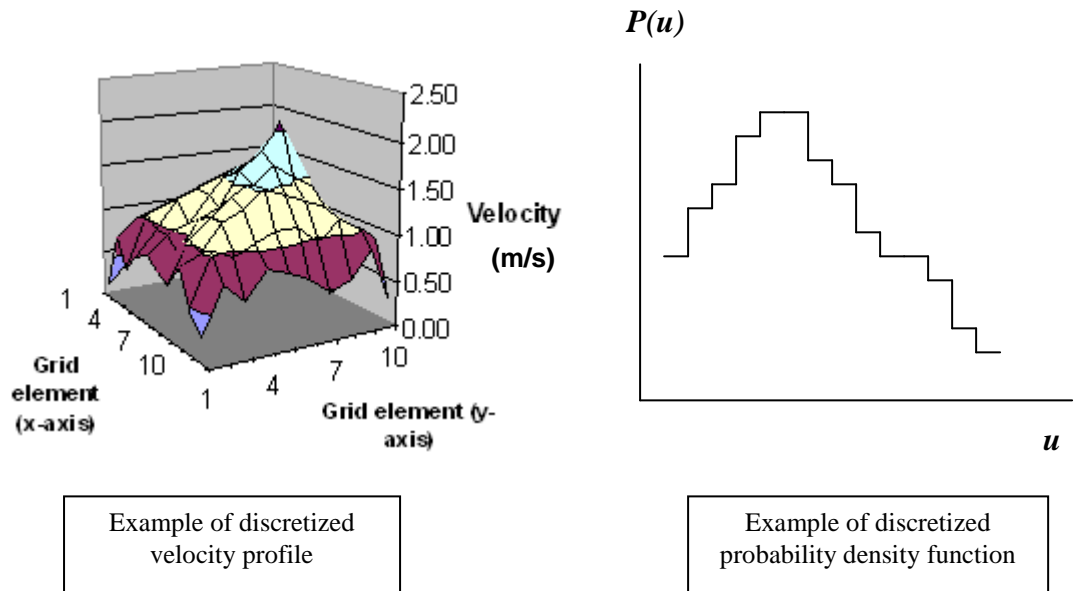 P(u)
2.50
2.00
1.50
1.00
0.50
0.00
Velocity
(m/s)
1
4
7
10
Grid
element
(x-axis)
1
4
7
10
Grid element (y-
axis)
u
Example of discretized
velocity profile
Example of discretized
probability density function